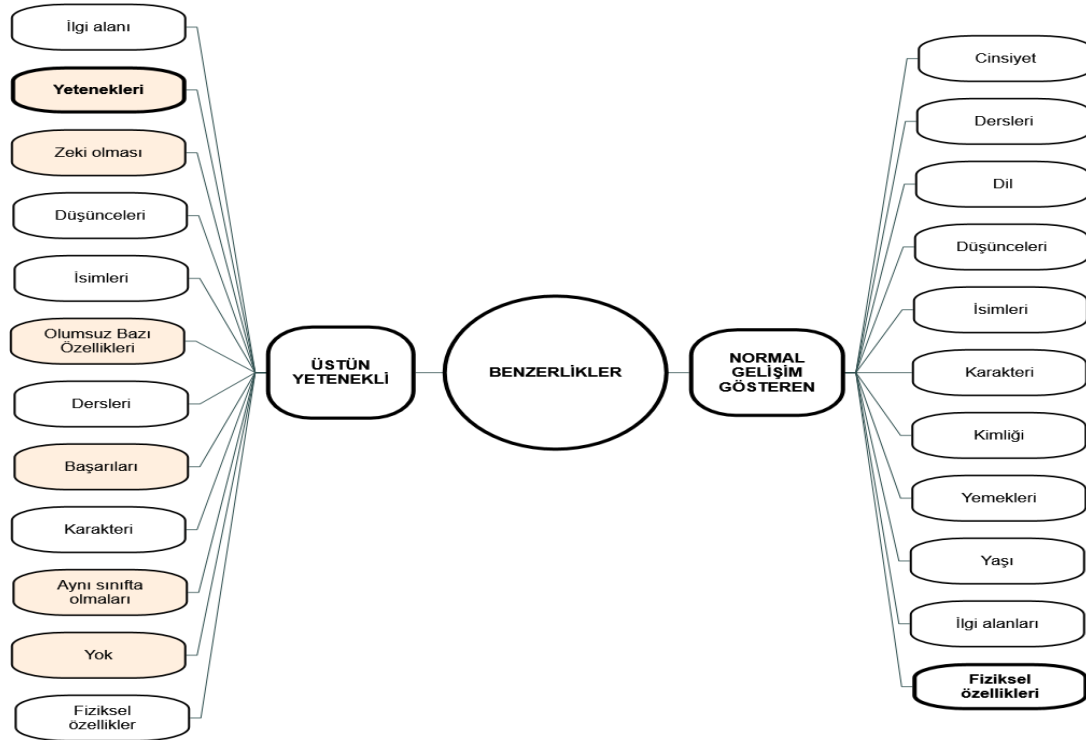 İlgi alanı
Yetenekleri
Zeki olması
Düşünceleri
İsimleri
Olumsuz Bazı
Özellikleri
Dersleri
Başarıları
Karakteri
Aynı sınıfta
olmaları
Yok
Fiziksel
özellikler
ÜSTÜN
YETENEKLİ
BENZERLİKLER
NORMAL
GELİŞİM
GÖSTEREN
Cinsiyet
Dersleri
Dil
Düşünceleri
İsimleri
Karakteri
Kimliği
Yemekleri
Yaşı
İlgi alanları
Fiziksel
özellikleri